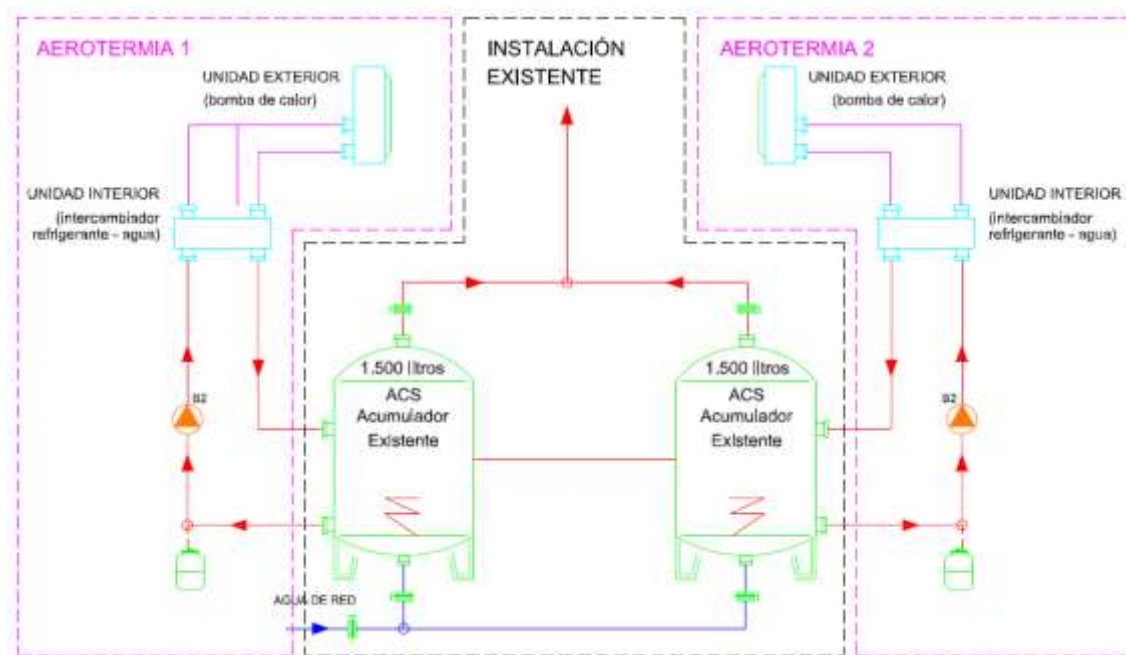 AEROTERMIA 1
UNIDAD EXTERIOR
(bomba de calor)
UNIDAD INTERIOR
(intercambiador
refrigerante - agua)
B2
INSTALACIÓN
EXISTENTE
1.500 litros
ACS
Acumulador
Existente
AGUA DE RED
1.500 litros
ACS
Acumulador
Existente
AEROTERMIA 2
UNIDAD EXTERIOR
(bomba de calor)
UNIDAD INTERIOR
(intercambiador
refrigerante - agua)
B2